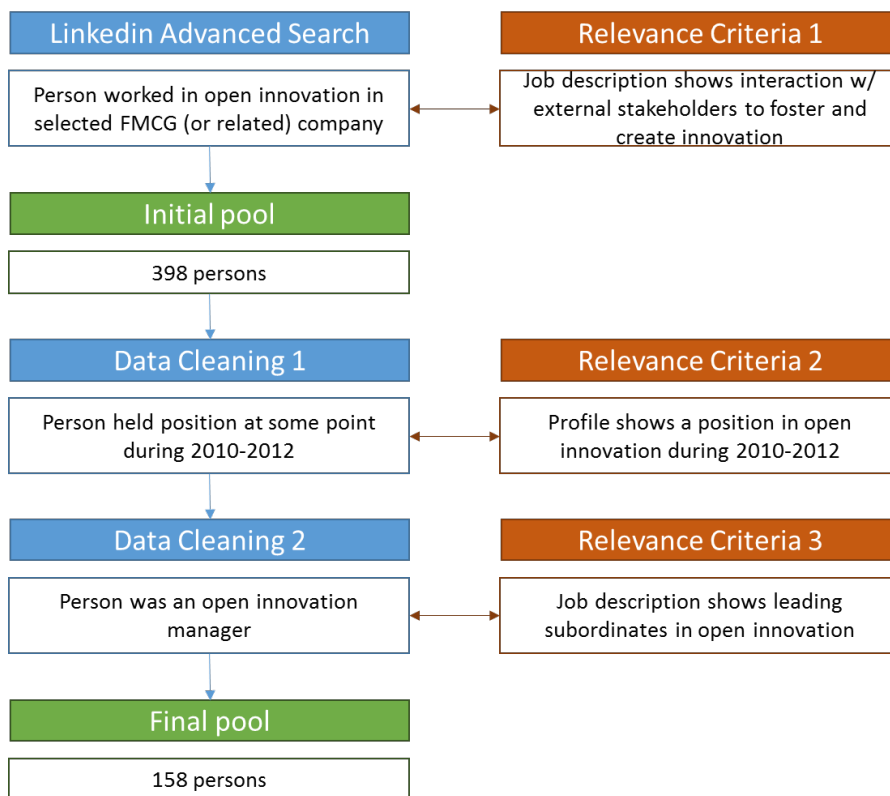 Linkedin Advanced Search
Person worked in open innovation in
selected FMCG (or related) company
Relevance Criteria 1
Job description shows interaction w/
external stakeholders to foster and
create innovation
Initial pool
398 persons
Data Cleaning 1
Person held position at some point
during 2010-2012
Relevance Criteria 2
Profile shows a position in open
innovation during 2010-2012
Data Cleaning 2
Person was an open innovation
manager
Relevance Criteria 3
Job description shows leading
subordinates in open innovation
Final pool
158 persons